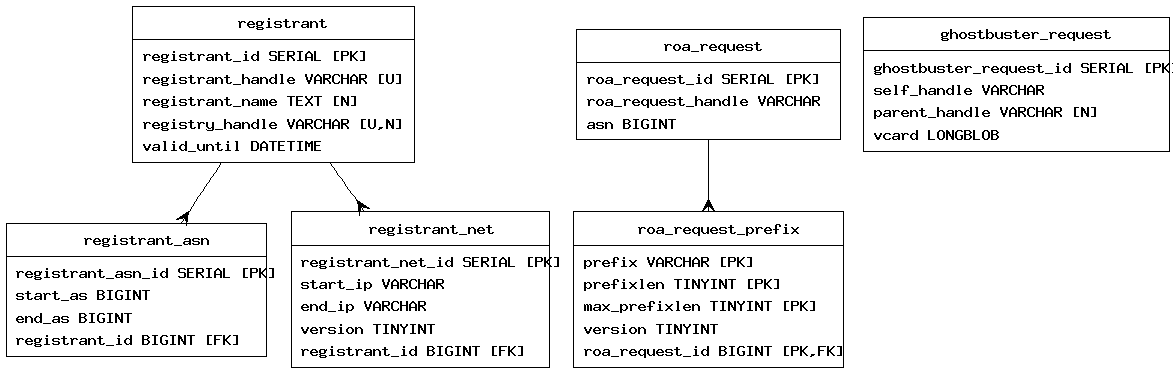 registrant
registrant_id SERIAL [PK]
registrant_handle VARCHAR [U]
registrant_name TEXT [N]
registry_handle VARCHAR [U,N]
valid_until DATETIME
roa_request
roa_request_id SERIAL [PK]
roa_request_handle VARCHAR
asn BIGINT
ghostbuster_request
ghostbuster_request_id SERIAL [PK]
self_handle VARCHAR
parent_handle VARCHAR [N]
vcard LONGBLOB
registrant_asn
registrant_asn_id SERIAL [PK]
start_as BIGINT
end_as BIGINT
registrant_id BIGINT [FK]
registrant_net
registrant_net_id SERIAL [PK]
start_ip VARCHAR
end_ip VARCHAR
version TINYINT
registrant_id BIGINT [FK]
roa_request_prefix
prefix VARCHAR [PK]
prefixlen TINYINT [PK]
max_prefixlen TINYINT [PK]
version TINYINT
roa_request_id BIGINT [PK,FK]